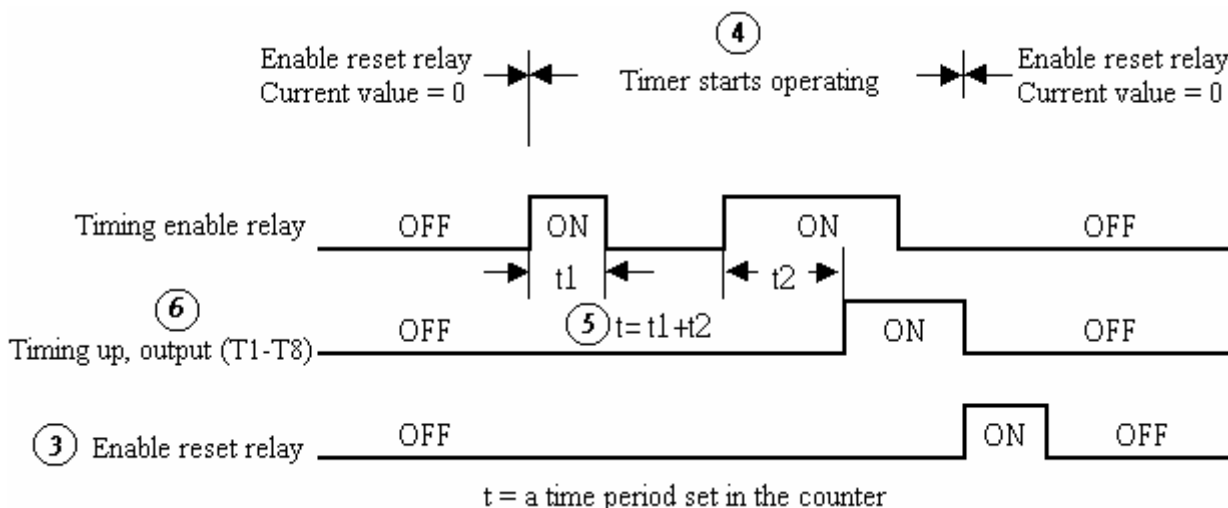 4
Enable reset relay
Current value = 0
Timer starts operating
Enable reset relay
Current value = 0
Timing enable relay
OFF
ON
ON
OFF
t1
t2
6
Timing up, output (T1-T8)
OFF
5 t= t1+t2
ON
OFF
3 Enable reset relay
OFF
ON
OFF
t = a time period set in the counter